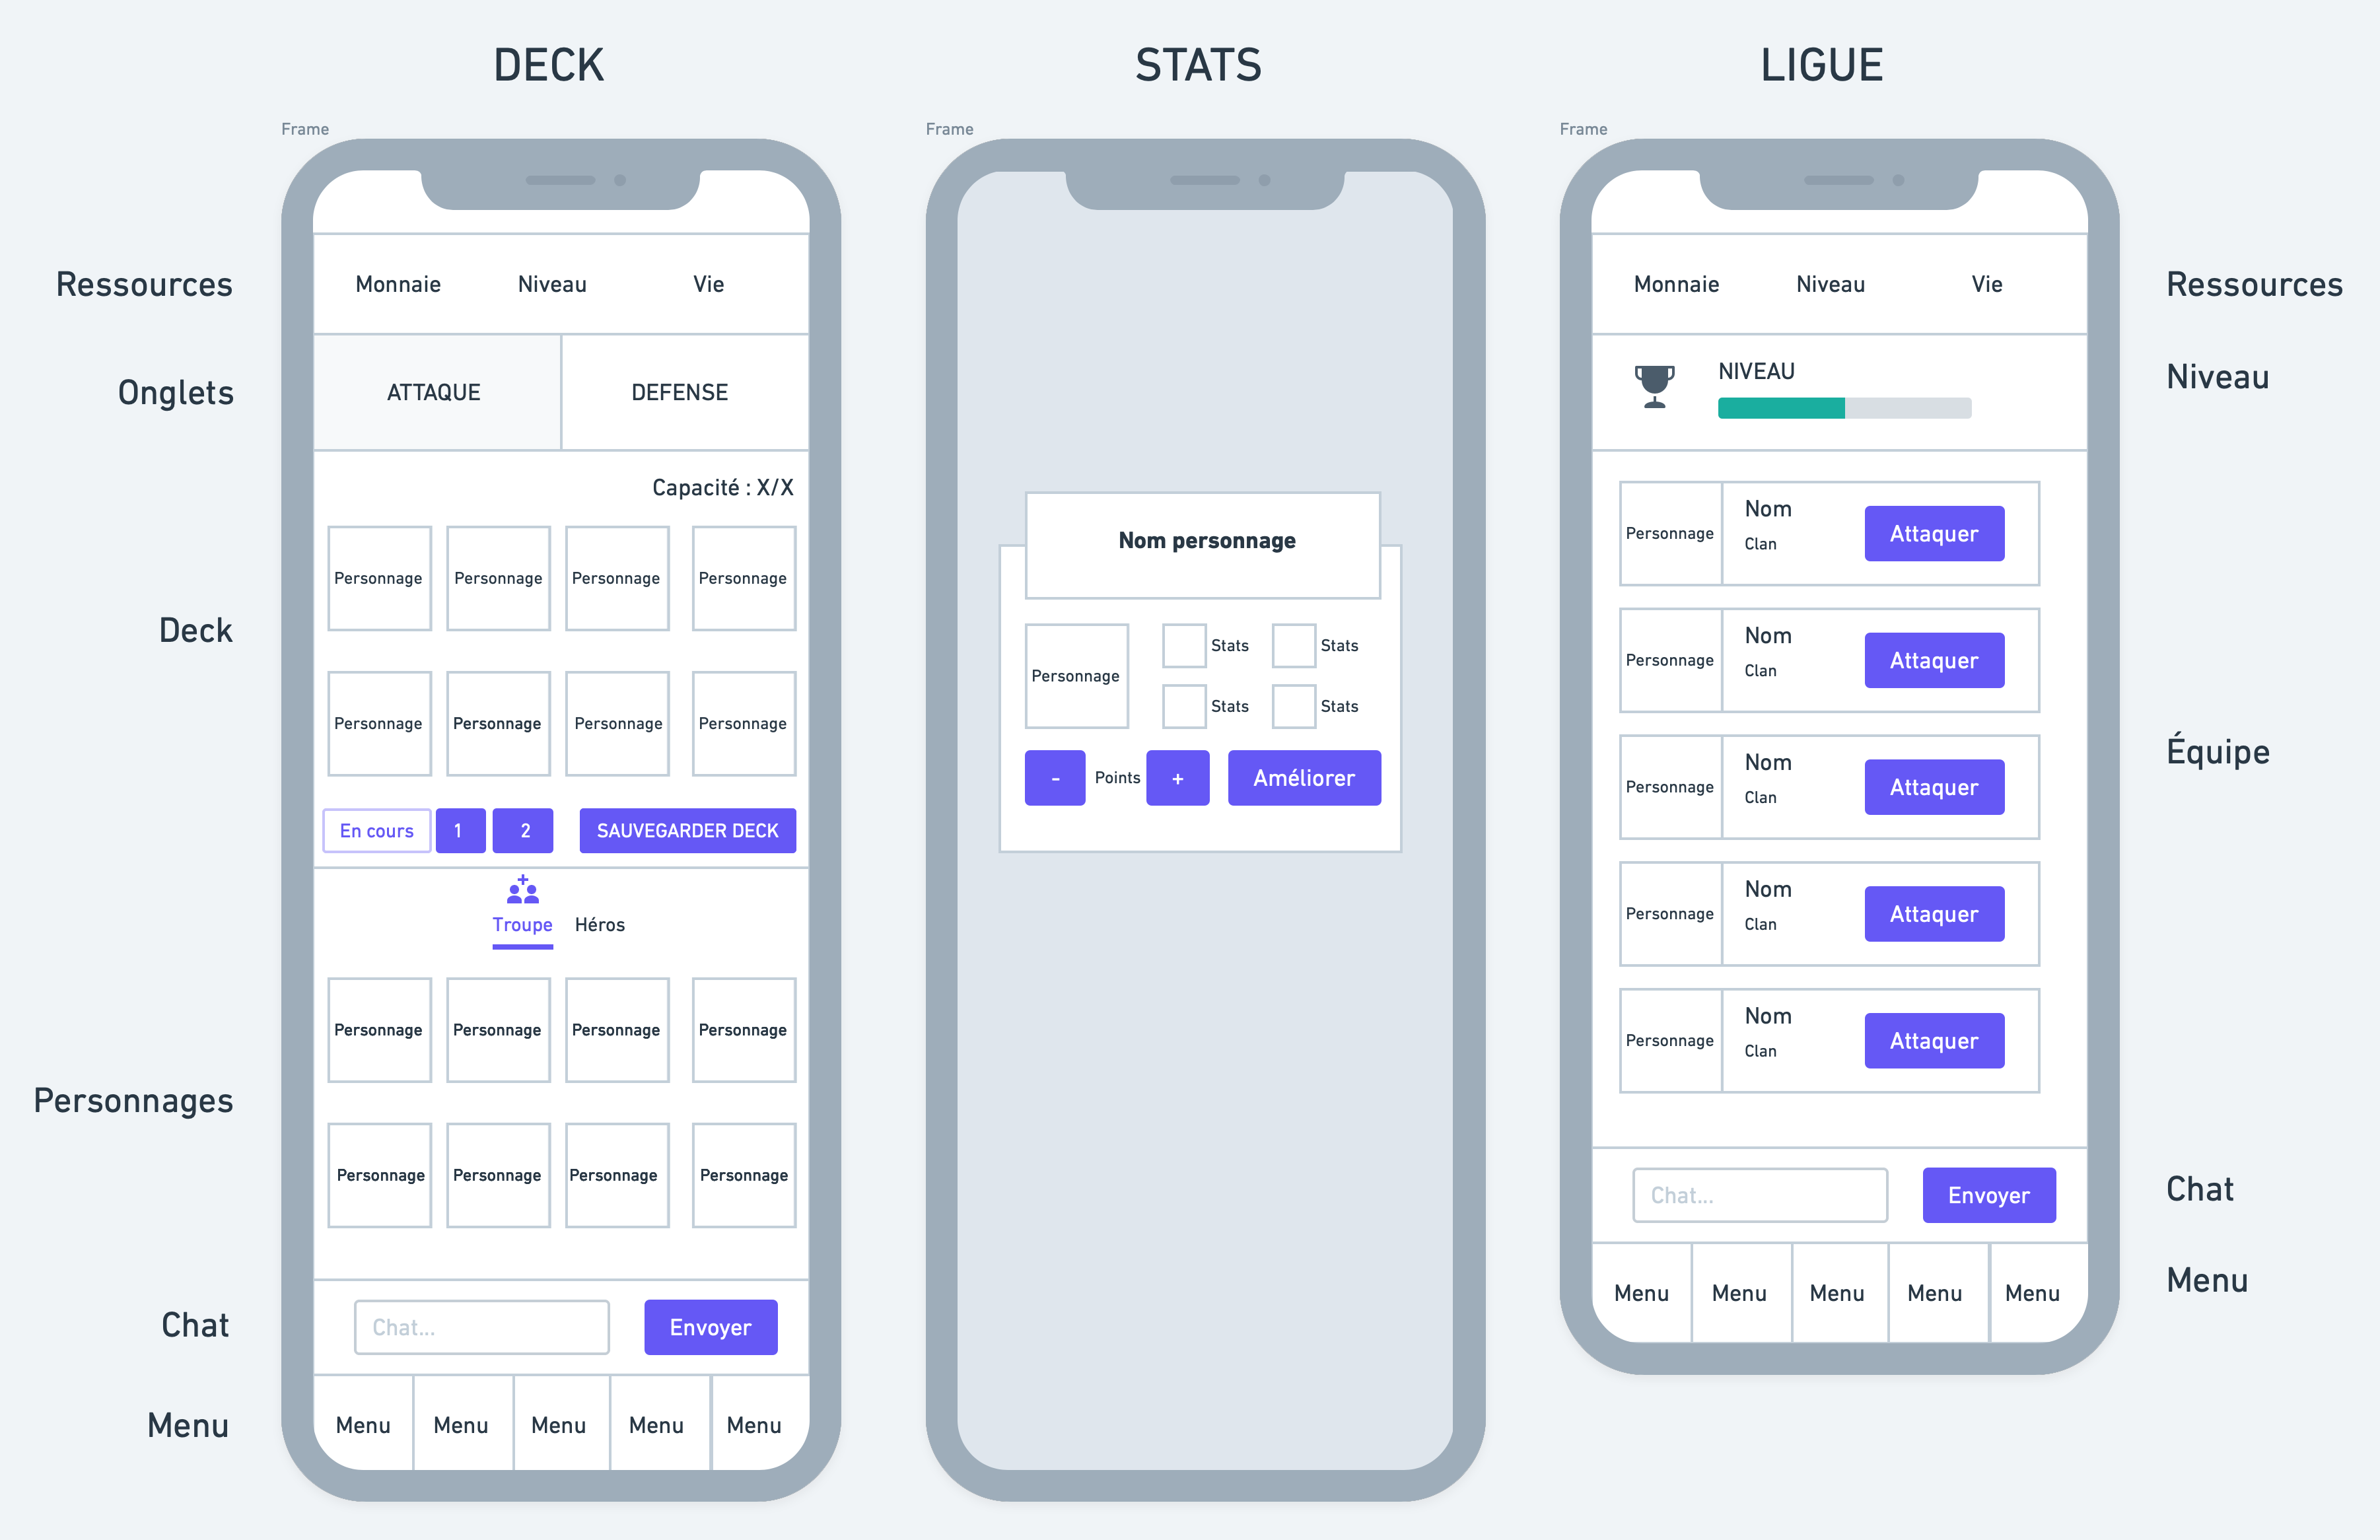 DECK
Frame
Ressources
Monnaie Niveau Vie
Onglets
ATTAQUE DEFENSE
Capacité : X/X
Personnage Personnage Personnage Personnage
Deck
Personnage Personnage Personnage Personnage
En cours 1 2 SAUVEGARDER DECK
Troupe Héros
Personnage Personnage Personnage Personnage
Personnages
Personnage Personnage Personnage Personnage
Chat
Chat... Envoyer
Menu
Menu Menu Menu Menu Menu
STATS
Frame
Nom personnage
Personnage
Stats Stats
Stats Stats
- Points + Améliorer
LIGUE
Frame
Monnaie Niveau Vie
Ressources
NIVEAU
Niveau
Personnage
Nom
Clan
Attaquer
Personnage
Nom
Clan
Attaquer
Personnage
Nom
Clan
Attaquer
Équipe
Personnage
Nom
Clan
Attaquer
Personnage
Nom
Clan
Attaquer
Chat... Envoyer
Chat
Menu Menu Menu Menu Menu
Menu